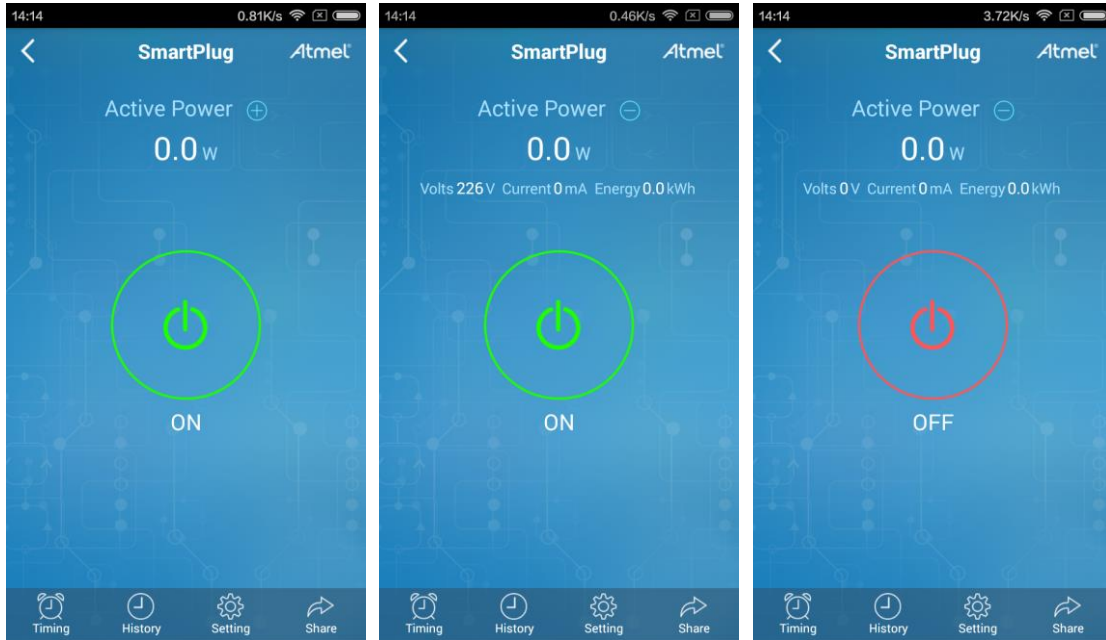 14:14 0.81K/s
SmartPlug Atmel
Active Power
0.0 W
ON
Timing History Setting Share
14:14 0.46K/s
SmartPlug Atmel
Active Power
0.0 W
Volts 226 V Current 0 mA Energy 0.0 kWh
ON
Timing History Setting Share
14:14 3.72K/s
SmartPlug Atmel
Active Power
0.0 W
Volts 0 V Current 0 mA Energy 0.0 kWh
OFF
Timing History Setting Share